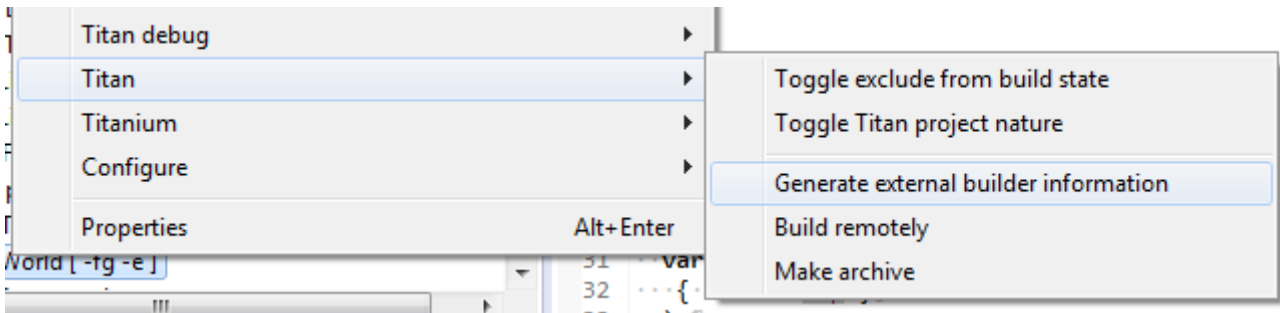 Titan debug
Titan
Titanium
Configure
Properties Alt+Enter
Toggle exclude from build state
Toggle Titan project nature
Generate external builder information
Build remotely
Make archive
World [ -fg -e ]
31 var
32 {